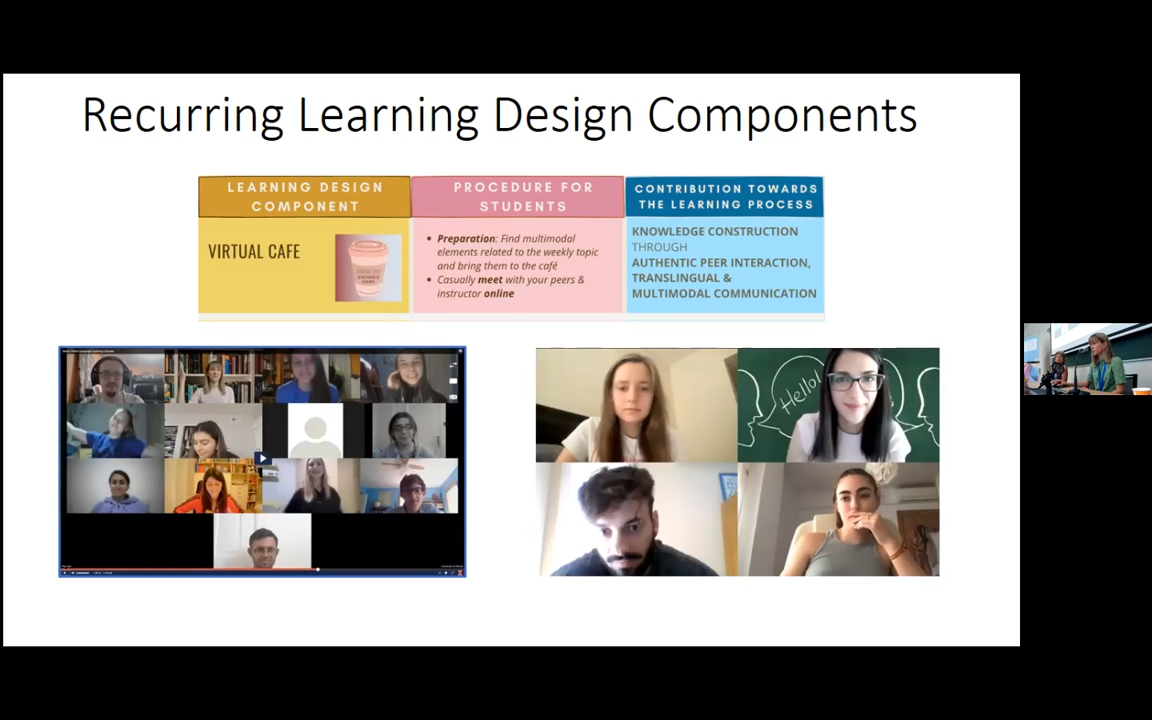 Recurring Learning Design Components
LEARNING DESIGN
COMPONENT
VIRTUAL CAFE
PROCEDURE FOR
STUDENTS
• Preparation: Find multimodal
elements related to the weekly topic
and bring them to the café
• Casually meet with your peers &
instructor online
CONTRIBUTION TOWARDS
THE LEARNING PROCESS
KNOWLEDGE CONSTRUCTION
THROUGH
AUTHENTIC PEER INTERACTION,
TRANSLINGUAL &
MULTIMODAL COMMUNICATION
Hello!